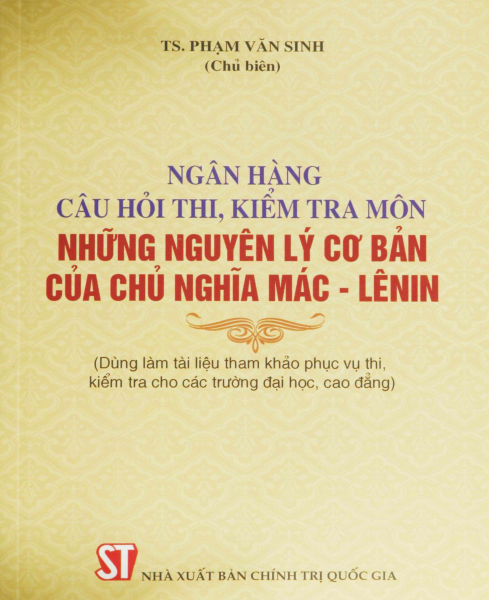 TS. PHẠM VĂN SINH
(Chủ biên)
NGÂN HÀNG
CÂU HỎI THI, KIỂM TRA MÔN
NHỮNG NGUYÊN LÝ CƠ BẢN
CỦA CHỦ NGHĨA MÁC - LÊNIN
(Dùng làm tài liệu tham khảo phục vụ thi,
kiểm tra cho các trường đại học, cao đẳng)
ST NHÀ XUẤT BẢN CHÍNH TRỊ QUỐC GIA